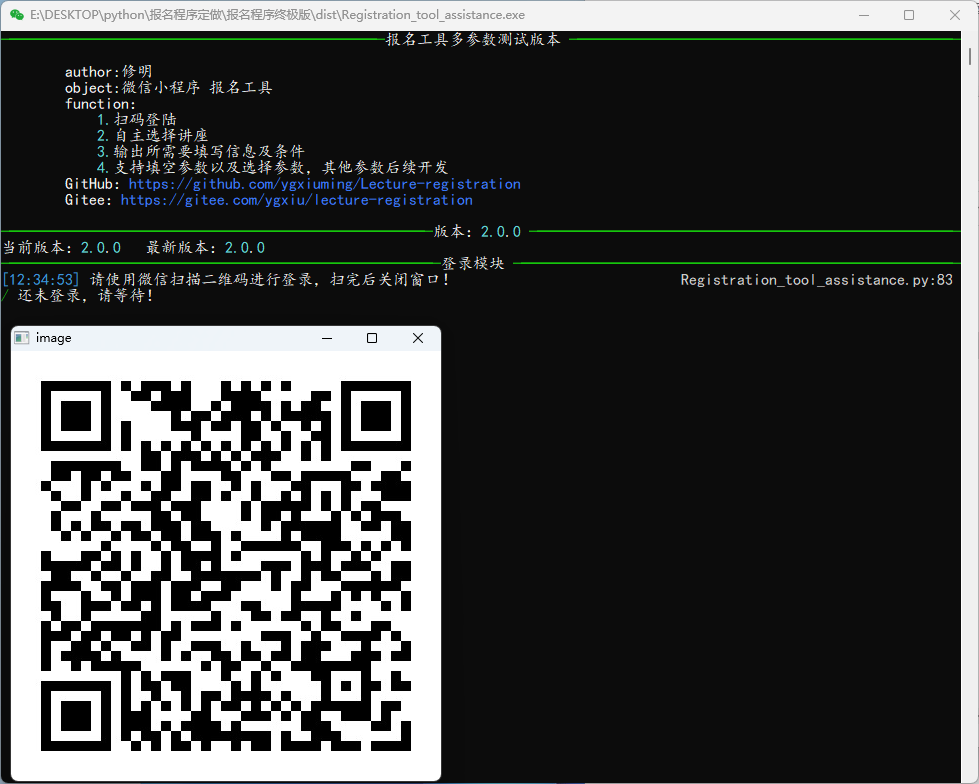 E:\DESKTOP\python\报名程序定做\报名程序终极版\dist\Registration_tool_assistance.exe
报名工具多参数测试版本
author:修明
object:微信小程序 报名工具
function:
1.扫码登陆
2.自主选择讲座
3.输出所需要填写信息及条件
4.支持填空参数以及选择参数，其他参数后续开发
GitHub: https://github.com/ygxiuming/Lecture-registration
Gitee: https://gitee.com/ygxiu/lecture-registration
版本：2.0.0
当前版本：2.0.0 最新版本：2.0.0
登录模块
[12:34:53] 请使用微信扫描二维码进行登录，扫完后关闭窗口! Registration_tool_assistance.py:83
/ 还未登录，请等待!
image